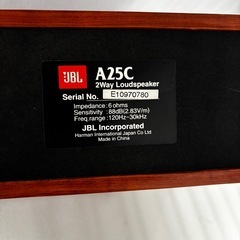 JBL A25C
2Way Loudspeaker
Serial No. E10970780
Impedance: 6 ohms
Sensitivity : 88dB(2.83V/m)
Freq.range : 120Hz~30kHz
JBL Incorporated
Harman International Japan Co Ltd
Made in China